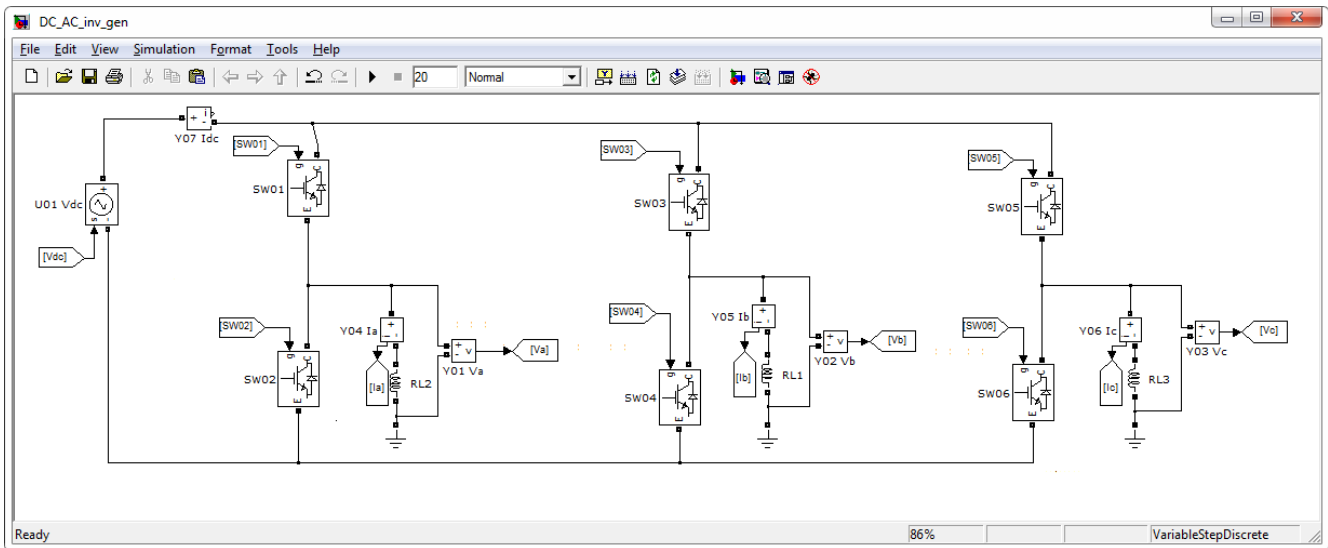 DC_AC_inv_gen
File Edit View Simulation Format Tools Help
20 Normal
Y07 Idc
i
+ -
[SW01]
g C
SW01
E
SW03]
g C
SW03
E
SW05]
g C
SW05
E
U01 Vdc
+
s -
[Vdc]
[SW02]
g C
SW02
E
Y04 Ia
+
-
[Ia]
RL2
+ v
-
Y01 Va
[Va]
[SW04]
g C
SW04
E
Y05 Ib
+
-
[Ib]
RL1
+ v
-
Y02 Vb
[Vb]
[SW06]
g C
SW06
E
Y06 Ic
+
-
[Ic]
RL3
+ v
-
Y03 Vc
[Vc]
Ready 86% VariableStepDiscrete